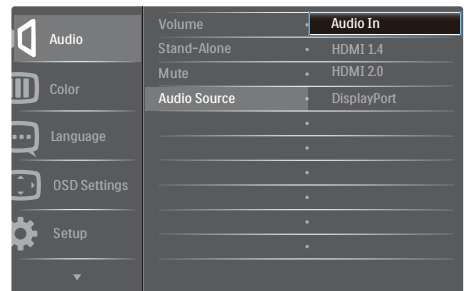 Audio
Color
Language
OSD Settings
Setup
Volume
Stand-Alone
Mute
Audio Source
Audio In
HDMI 1.4
HDMI 2.0
DisplayPort